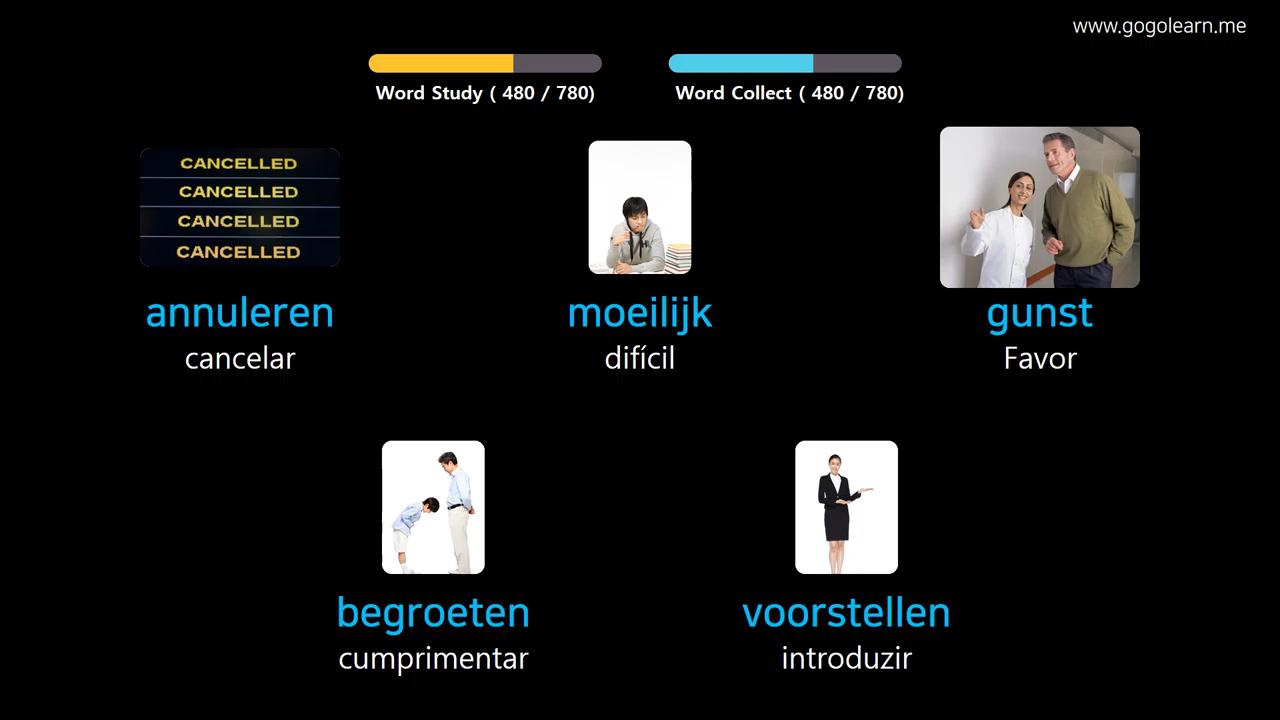 www.gogolearn.me
Word Study ( 480 / 780)
Word Collect ( 480 / 780)
CANCELLED
CANCELLED
CANCELLED
CANCELLED
annuleren
cancelar
moeilijk
difícil
gunst
Favor
begroeten
cumprimentar
voorstellen
introduzir